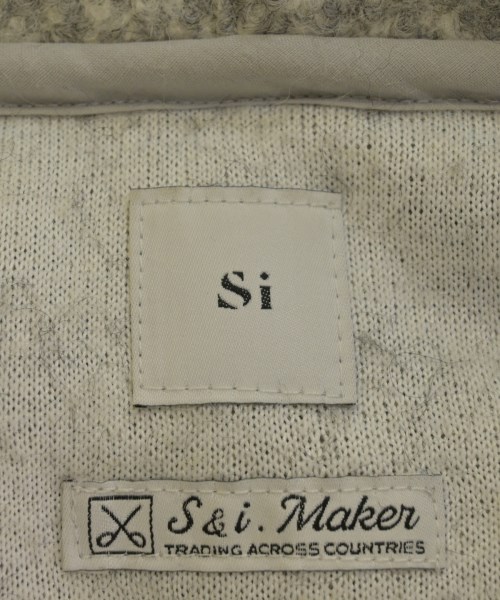 Si
S & i. Maker
TRADING ACROSS COUNTRIES